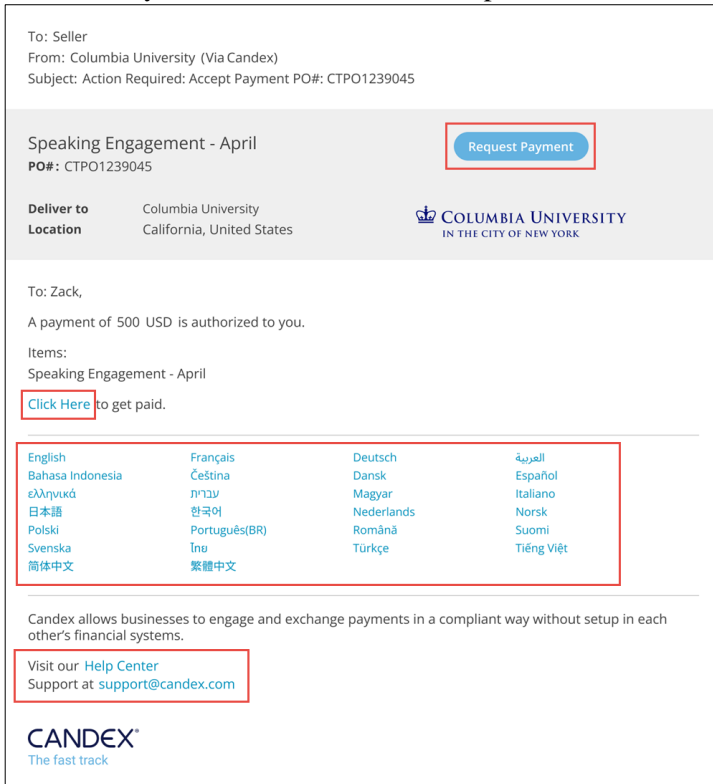 To: Seller
From: Columbia University (Via Candex)
Subject: Action Required: Accept Payment PO#: CTPO1239045
Speaking Engagement - April
PO#: CTPO1239045
Request Payment
Deliver to Columbia University
Location California, United States
COLUMBIA UNIVERSITY
IN THE CITY OF NEW YORK
To: Zack,
A payment of 500 USD is authorized to you.
Items:
Speaking Engagement - April
Click Here to get paid.
English Français Deutsch العربية
Bahasa Indonesia Čeština Dansk Español
ελληνικά עברית Magyar Italiano
日本語 한국어 Nederlands Norsk
Polski Português(BR) Română Suomi
Svenska ไทย Türkçe Tiếng Việt
简体中文 繁體中文
Candex allows businesses to engage and exchange payments in a compliant way without setup in each
other's financial systems.
Visit our Help Center
Support at support@candex.com
CANDEX®
The fast track